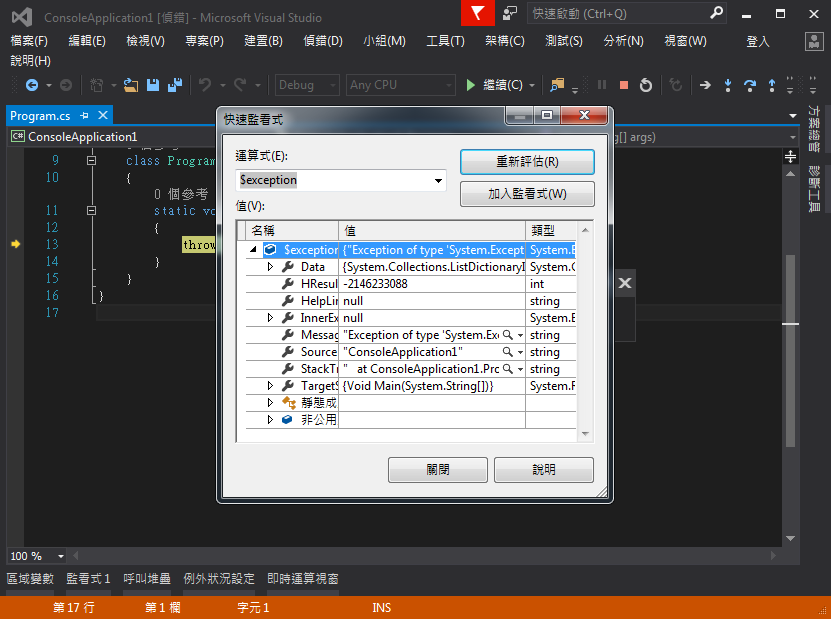 ConsoleApplication1 [偵錯] - Microsoft Visual Studio
快速啟動 (Ctrl+Q)
檔案(F) 編輯(E) 檢視(V) 專案(P) 建置(B) 偵錯(D) 小組(M) 工具(T) 架構(C) 測試(S) 分析(N) 視窗(W) 登入
說明(H)
Debug Any CPU 繼續(C)
Program.cs
C# ConsoleApplication1
g[] args)
方案總管
診斷工具
9 class Program
10 {
0 個參考
11 static vo
12 {
13 throw
14 }
15 }
16 }
17
快速監看式
運算式(E):
重新評估(R)
$exception
加入監看式(W)
值(V):
名稱 值 類型
$exception {"Exception of type 'System.Except System.E
Data {System.Collections.ListDictionaryI System.C
HResul -2146233088 int
HelpLin null string
InnerEx null System.E
Messag "Exception of type 'System.Exc string
Source "ConsoleApplication1" string
StackTr "   at ConsoleApplication1.Pro string
TargetS {Void Main(System.String[])} System.R
靜態成
非公用
關閉 說明
100 %
區域變數 監看式 1 呼叫堆疊 例外狀況設定 即時運算視窗
第 17 行 第 1 欄 字元 1 INS